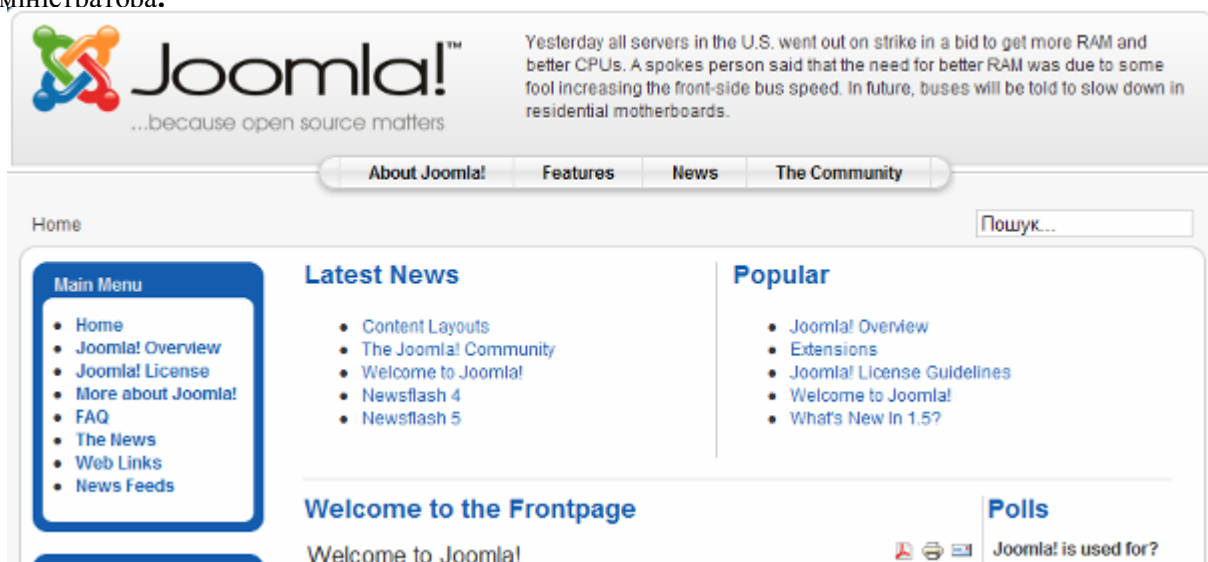 міністратова.
Joomla!™
...because open source matters
Yesterday all servers in the U.S. went out on strike in a bid to get more RAM and
better CPUs. A spokes person said that the need for better RAM was due to some
fool increasing the front-side bus speed. In future, buses will be told to slow down in
residential motherboards.
About Joomla! Features News The Community
Home
Пошук...
Main Menu
Home
Joomla! Overview
Joomla! License
More about Joomla!
FAQ
The News
Web Links
News Feeds
Latest News
Content Layouts
The Joomla! Community
Welcome to Joomla!
Newsflash 4
Newsflash 5
Popular
Joomla! Overview
Extensions
Joomla! License Guidelines
Welcome to Joomla!
What's New In 1.5?
Welcome to the Frontpage
Welcome to Joomla!
Polls
Joomla! is used for?